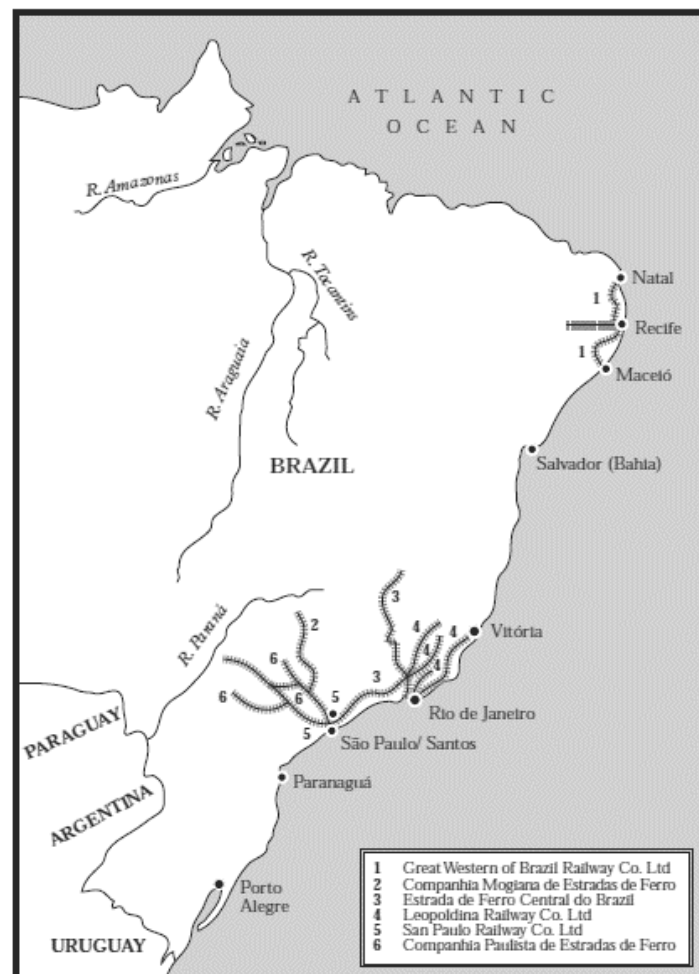 ATLANTIC
OCEAN
R. Amazonas
R. Tocantins
R. Araguaia
Natal
1
Recife
1
Maceió
BRAZIL
Salvador (Bahia)
R. Paraná
3
2
4
4
Vitória
4
6
4
3
6
6
5
Rio de Janeiro
5
São Paulo/ Santos
PARAGUAY
Paranaguá
ARGENTINA
Porto
Alegre
URUGUAY
1 Great Western of Brazil Railway Co. Ltd
2 Companhia Mogiana de Estradas de Ferro
3 Estrada de Ferro Central do Brazil
4 Leopoldina Railway Co. Ltd
5 San Paulo Railway Co. Ltd
6 Companhia Paulista de Estradas de Ferro